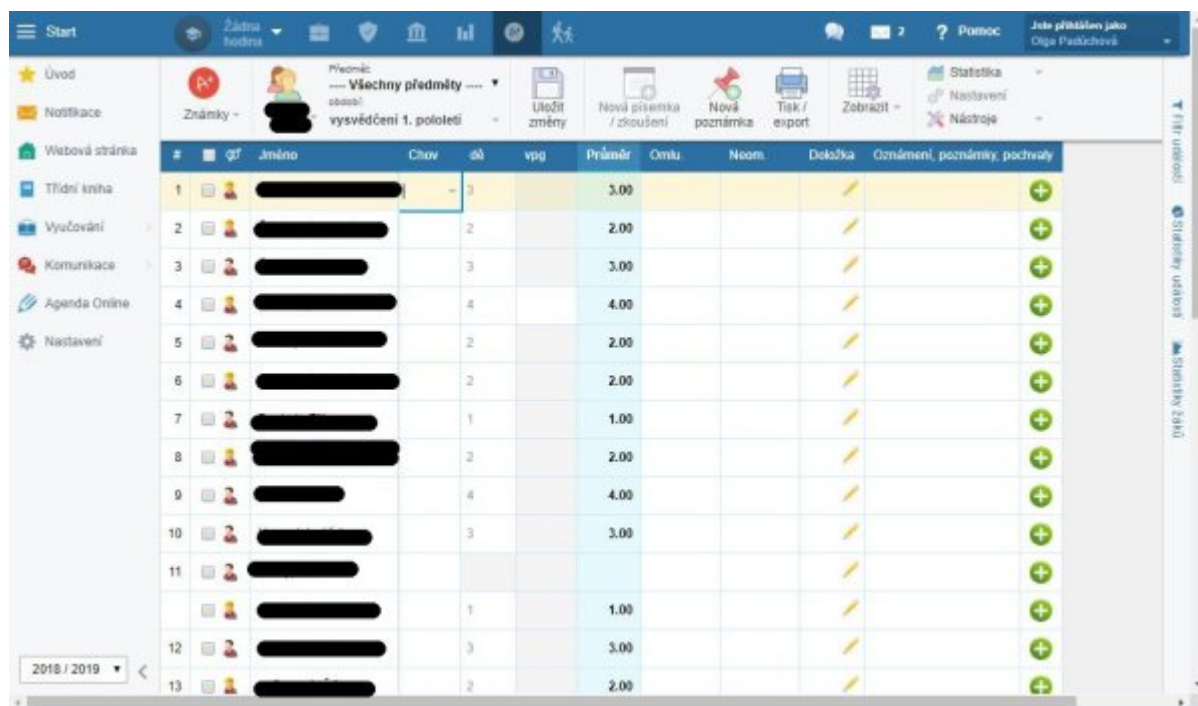 Start
Žádná
hodina
2
? Pomoc
Jste přihlášen jako
Olga Padúchová
Úvod
Notifikace
Webová stránka
Třídní kniha
Vyučování
Komunikace
Agenda Online
Nastavení
2018 / 2019
A+
Známky
Předmět:
---- Všechny předměty ----
období:
vysvědčení 1. pololetí
Uložit
změny
Nová písemka
/ zkoušení
Nová
poznámka
Tisk /
export
Zobrazit
Statistika
Nastavení
Nástroje
# Jméno Chov dě vpg Průměr Omlu. Neom. Doložka Oznámení, poznámky, pochvaly
1 3 3.00
2 2 2.00
3 3 3.00
4 4 4.00
5 2 2.00
6 2 2.00
7 1 1.00
8 2 2.00
9 4 4.00
10 3 3.00
11
1 1.00
12 3 3.00
13 2 2.00
Filtr událostí
Statistiky událostí
Statistiky žáků